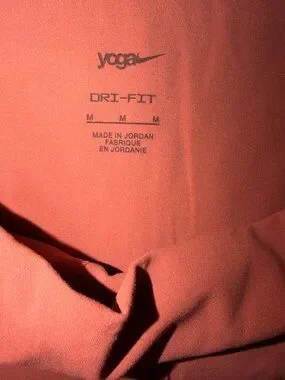 yoga
DRI-FIT
M M M
MADE IN JORDAN
FABRIQUE
EN JORDANIE